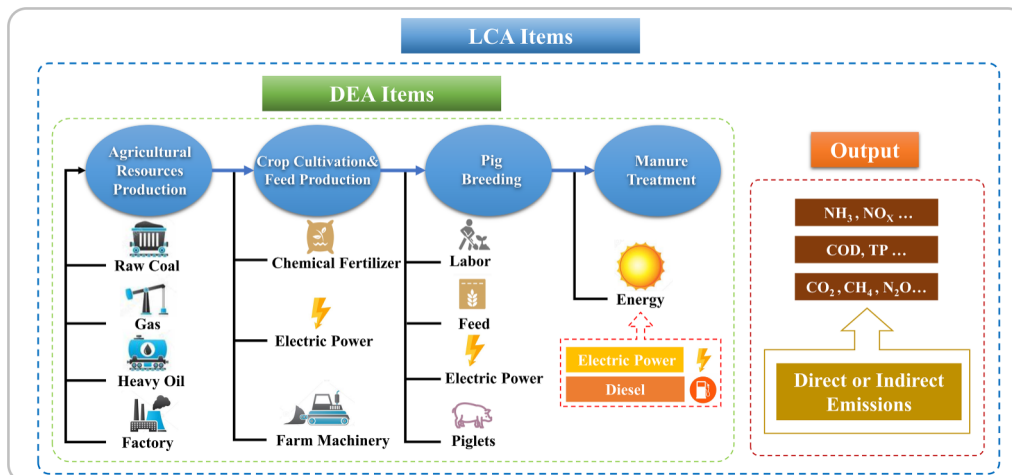 LCA Items
DEA Items
Agricultural
Resources
Production
Crop Cultivation&
Feed Production
Pig
Breeding
Manure
Treatment
Output
Raw Coal
Gas
Heavy Oil
Factory
Chemical Fertilizer
Electric Power
Farm Machinery
Labor
Feed
Electric Power
Piglets
Energy
Electric Power
Diesel
NH₃, NOₓ ...
COD, TP ...
CO₂, CH₄, N₂O...
Direct or Indirect
Emissions